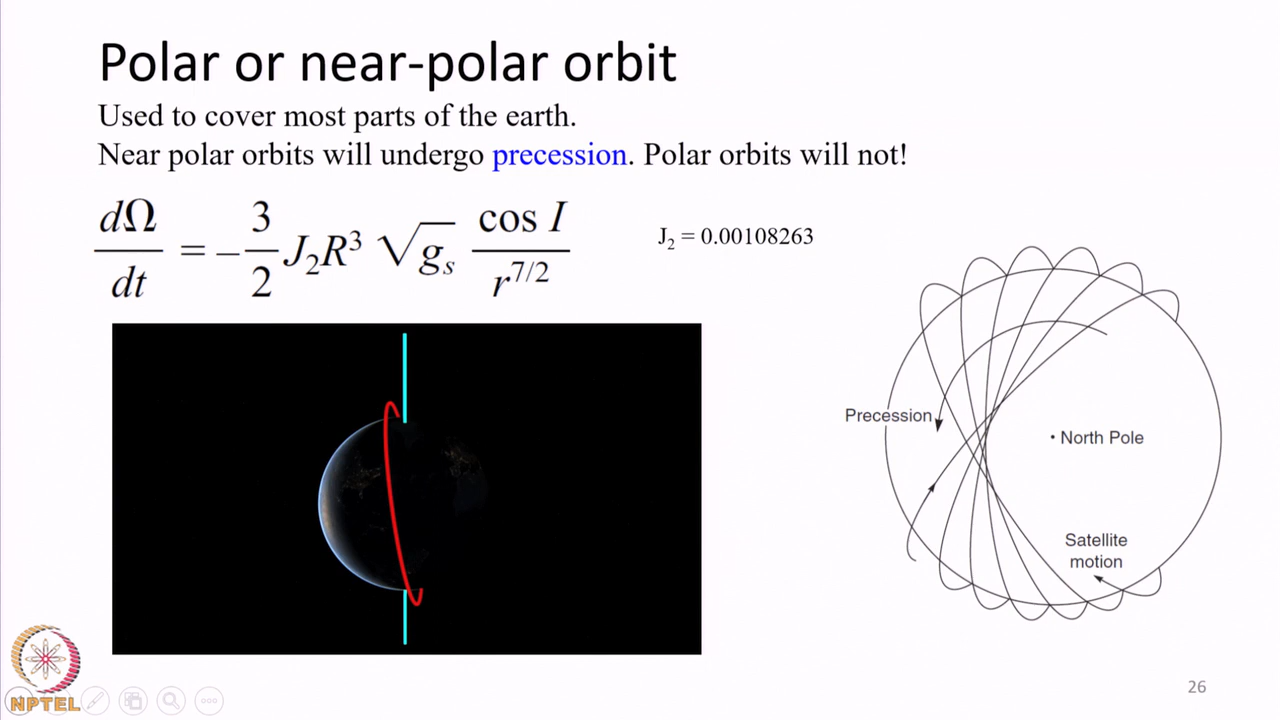 Polar or near-polar orbit
Used to cover most parts of the earth.
Near polar orbits will undergo precession. Polar orbits will not!
dΩ/dt = −3/2 J₂R³ √gₛ cos I / r^{7/2}
J₂ = 0.00108263
Precession
• North Pole
Satellite
motion
NPTEL
26